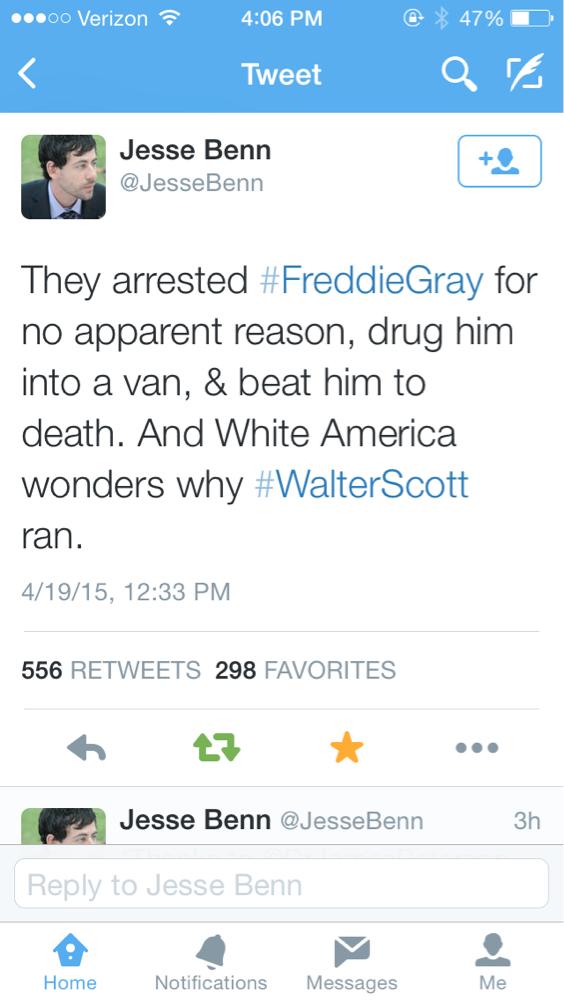 Verizon 4:06 PM 47%
Tweet
Jesse Benn
@JesseBenn
They arrested #FreddieGray for
no apparent reason, drug him
into a van, & beat him to
death. And White America
wonders why #WalterScott
ran.
4/19/15, 12:33 PM
556 RETWEETS 298 FAVORITES
Jesse Benn @JesseBenn 3h
Reply to Jesse Benn
Home Notifications Messages Me